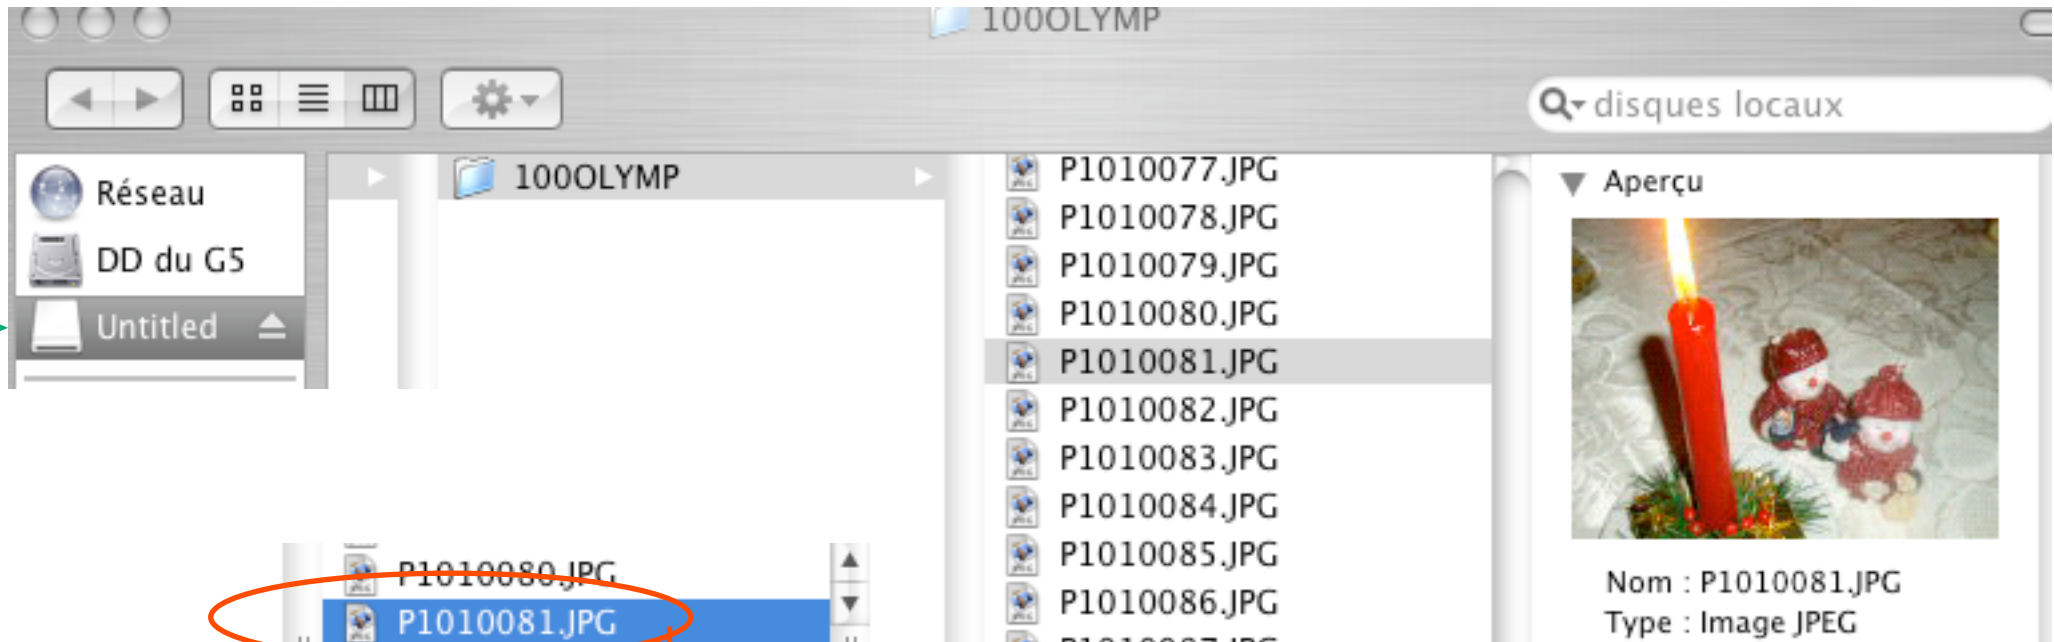 100OLYMP
disques locaux
Réseau
DD du G5
Untitled
100OLYMP
P1010077.JPG
P1010078.JPG
P1010079.JPG
P1010080.JPG
P1010081.JPG
P1010082.JPG
P1010083.JPG
P1010084.JPG
P1010085.JPG
P1010086.JPG
Aperçu
Nom : P1010081.JPG
Type : Image JPEG
P1010080.JPG
P1010081.JPG